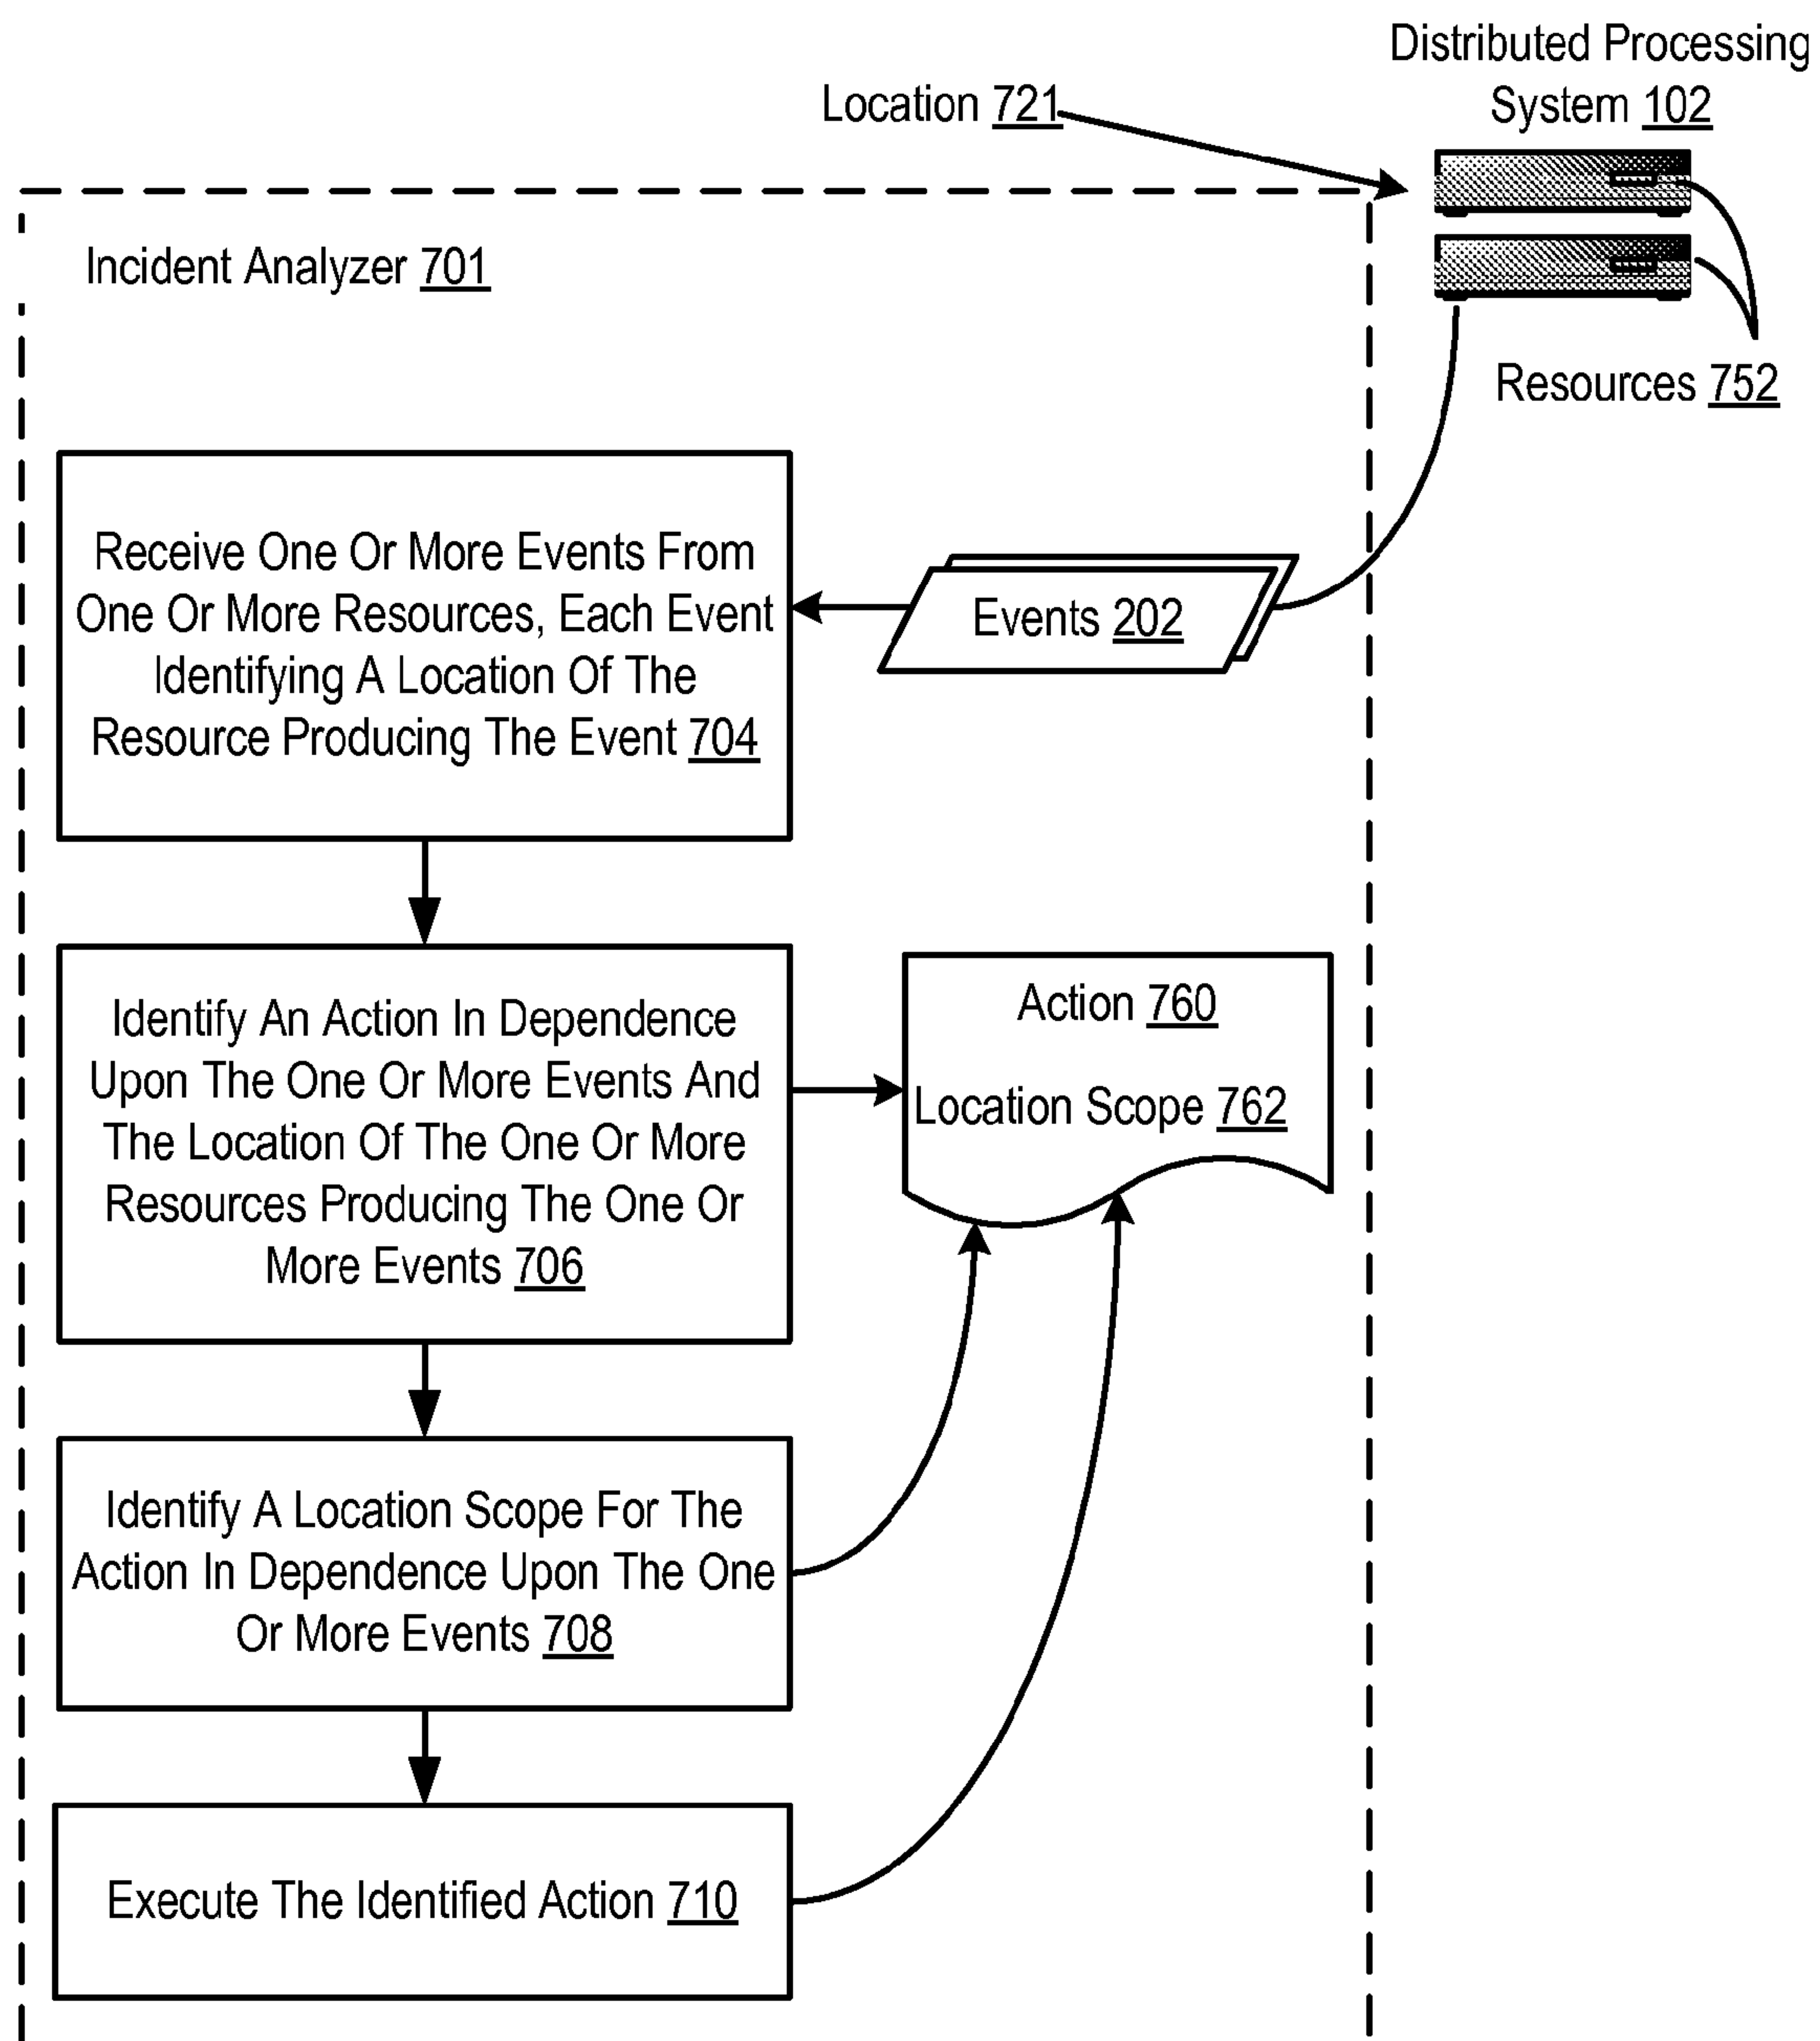 Distributed Processing
System 102
Location 721
Incident Analyzer 701
Resources 752
Receive One Or More Events From
One Or More Resources, Each Event
Identifying A Location Of The
Resource Producing The Event 704
Events 202
Identify An Action In Dependence
Upon The One Or More Events And
The Location Of The One Or More
Resources Producing The One Or
More Events 706
Action 760
Location Scope 762
Identify A Location Scope For The
Action In Dependence Upon The One
Or More Events 708
Execute The Identified Action 710